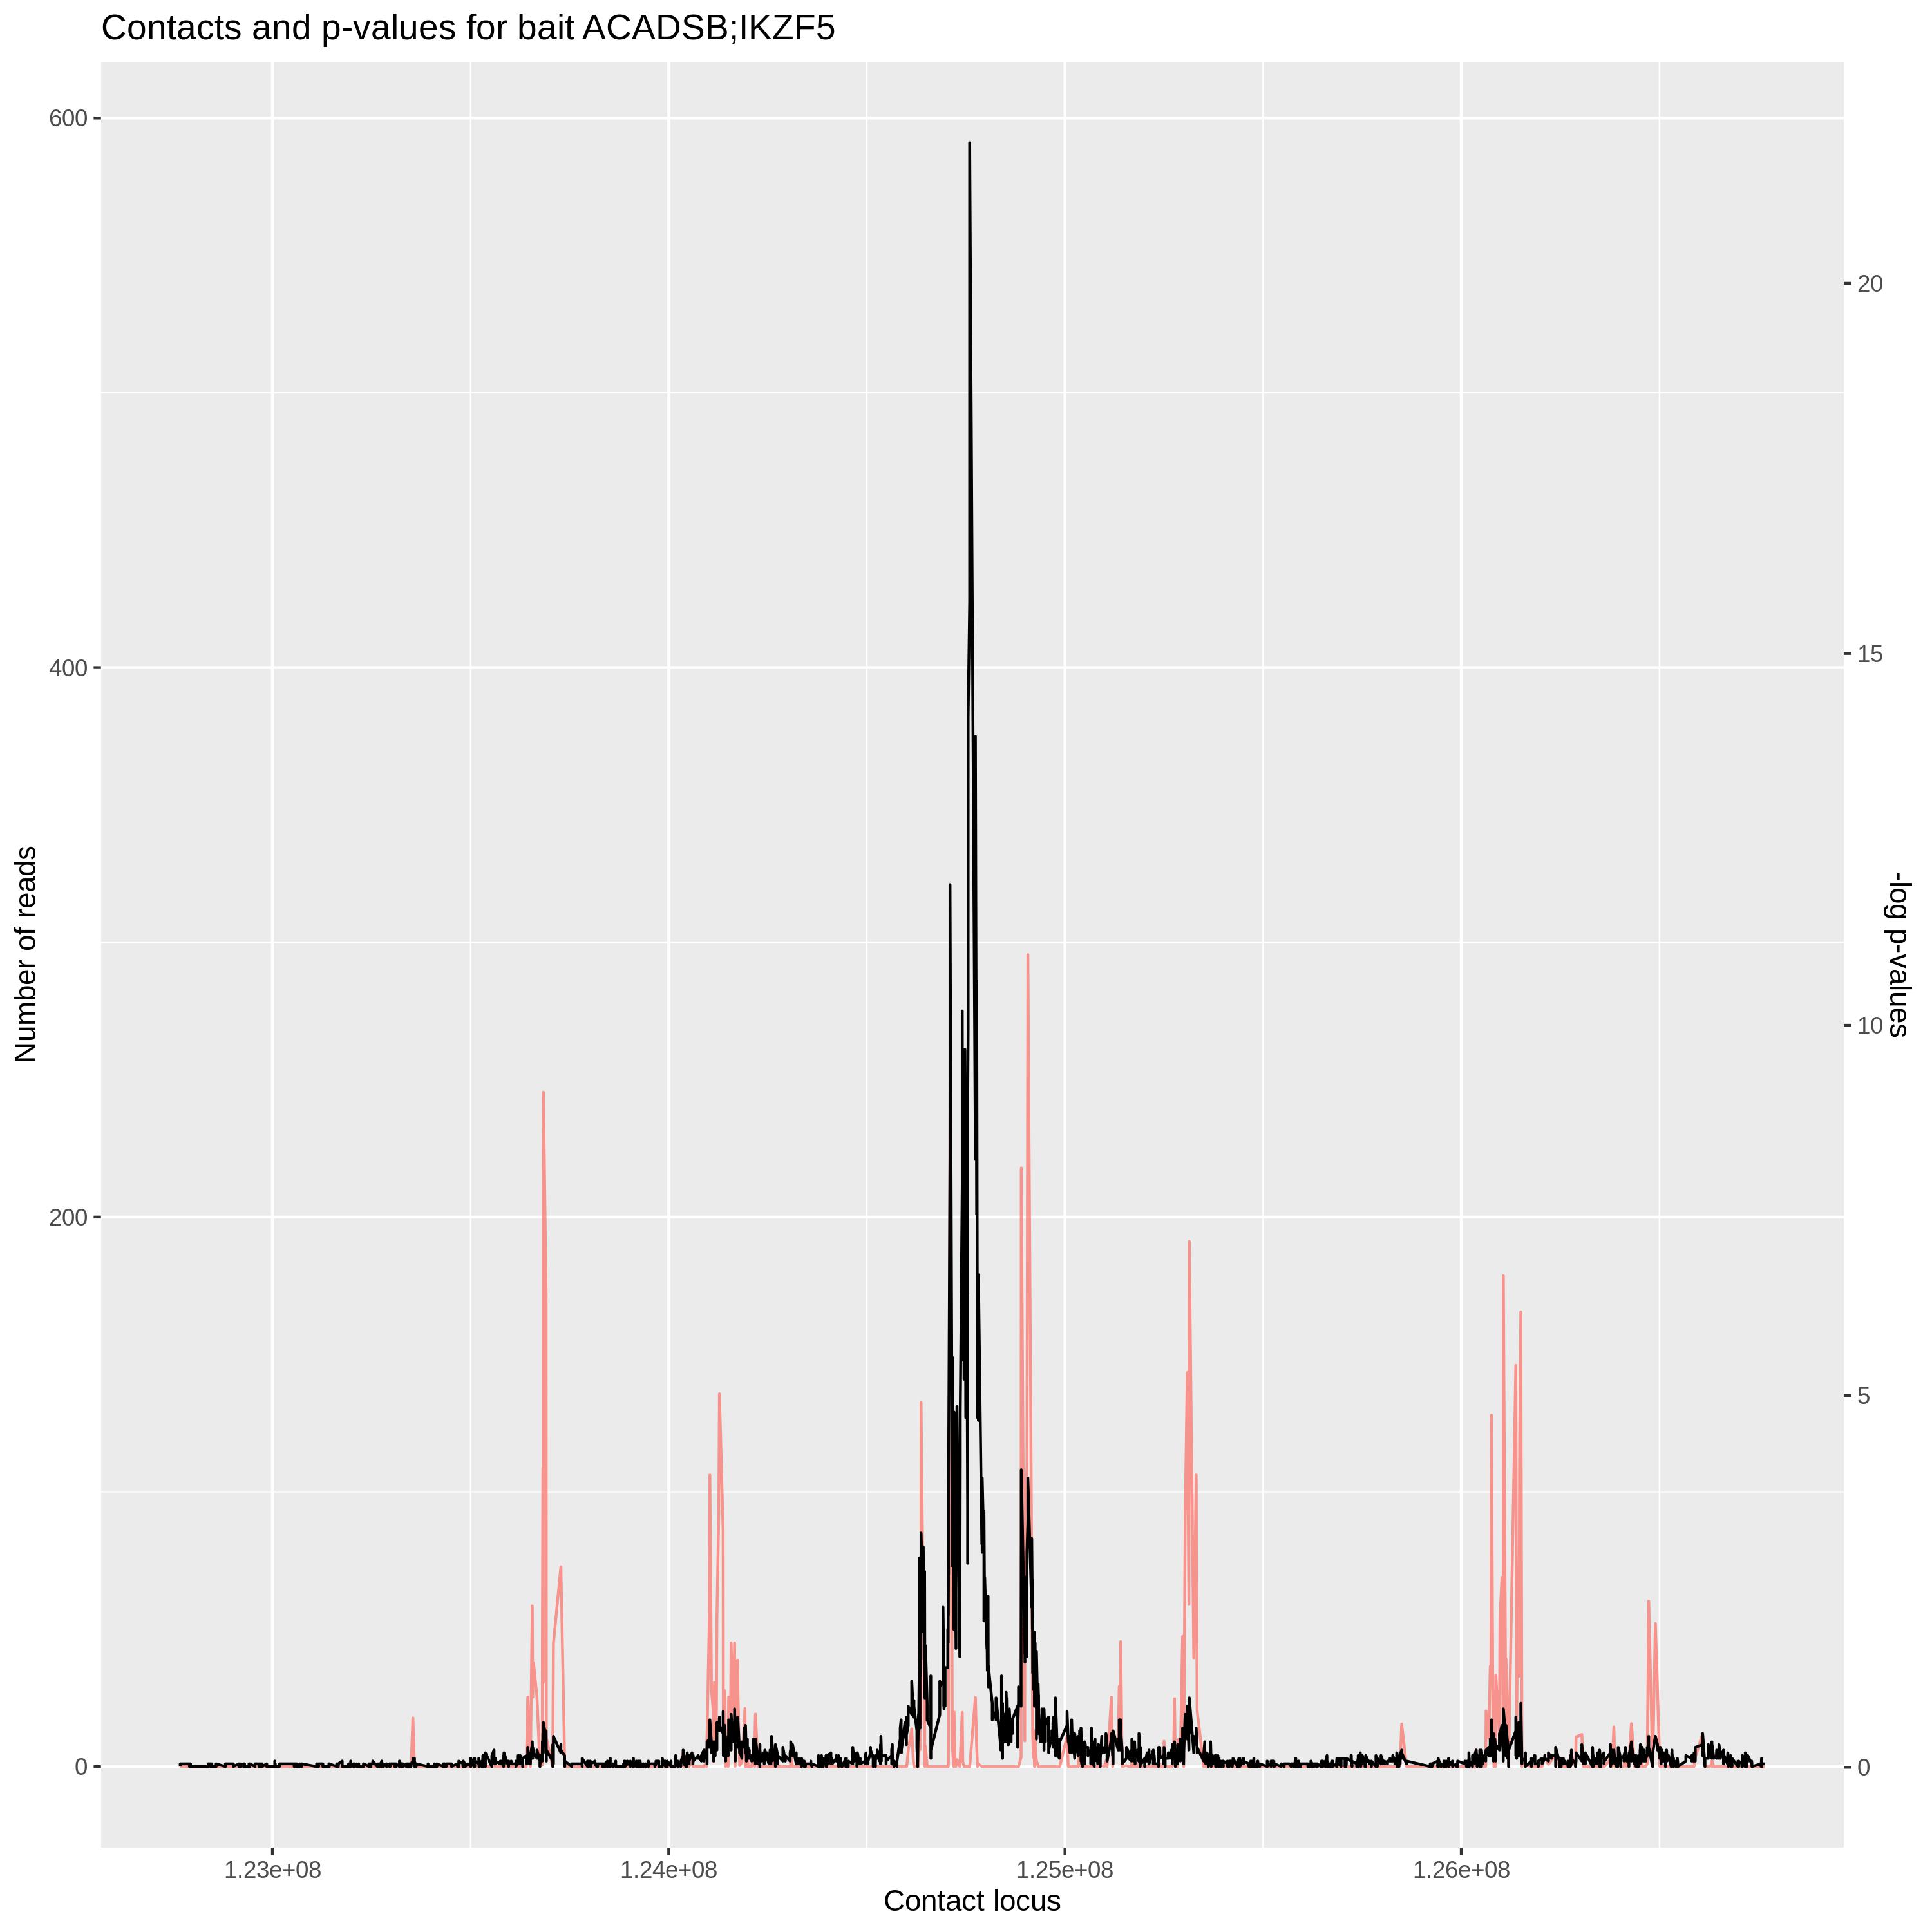 Contacts and p-values for bait ACADSB;IKZF5
600
400
200
0
Number of reads
20
15
10
5
0
-log p-values
1.23e+08
1.24e+08
1.25e+08
1.26e+08
Contact locus